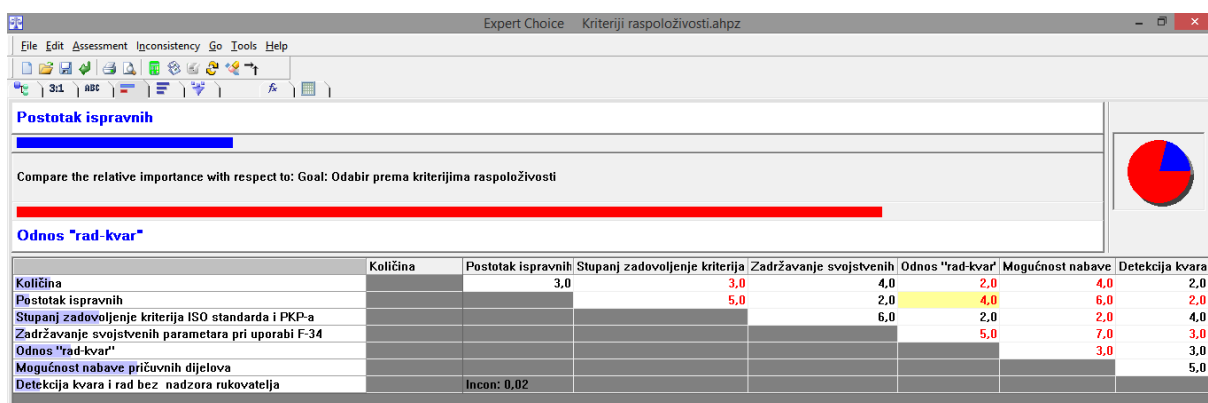 Expert Choice Kriteriji raspoloživosti.ahpz
File Edit Assessment Inconsistency Go Tools Help
3:1 ABC fx
Postotak ispravnih
Compare the relative importance with respect to: Goal: Odabir prema kriterijima raspoloživosti
Odnos "rad-kvar"
Količina Postotak ispravnih Stupanj zadovoljenje kriterija Zadržavanje svojstvenih Odnos "rad-kvar' Mogućnost nabave Detekcija kvara
Količina 3,0 3,0 4,0 2,0 4,0 2,0
Postotak ispravnih 5,0 2,0 4,0 6,0 2,0
Stupanj zadovoljenje kriterija ISO standarda i PKP-a 6,0 2,0 2,0 4,0
Zadržavanje svojstvenih parametara pri uporabi F-34 5,0 7,0 3,0
Odnos "rad-kvar" 3,0 3,0
Mogućnost nabave pričuvnih dijelova 5,0
Detekcija kvara i rad bez nadzora rukovatelja Incon: 0,02